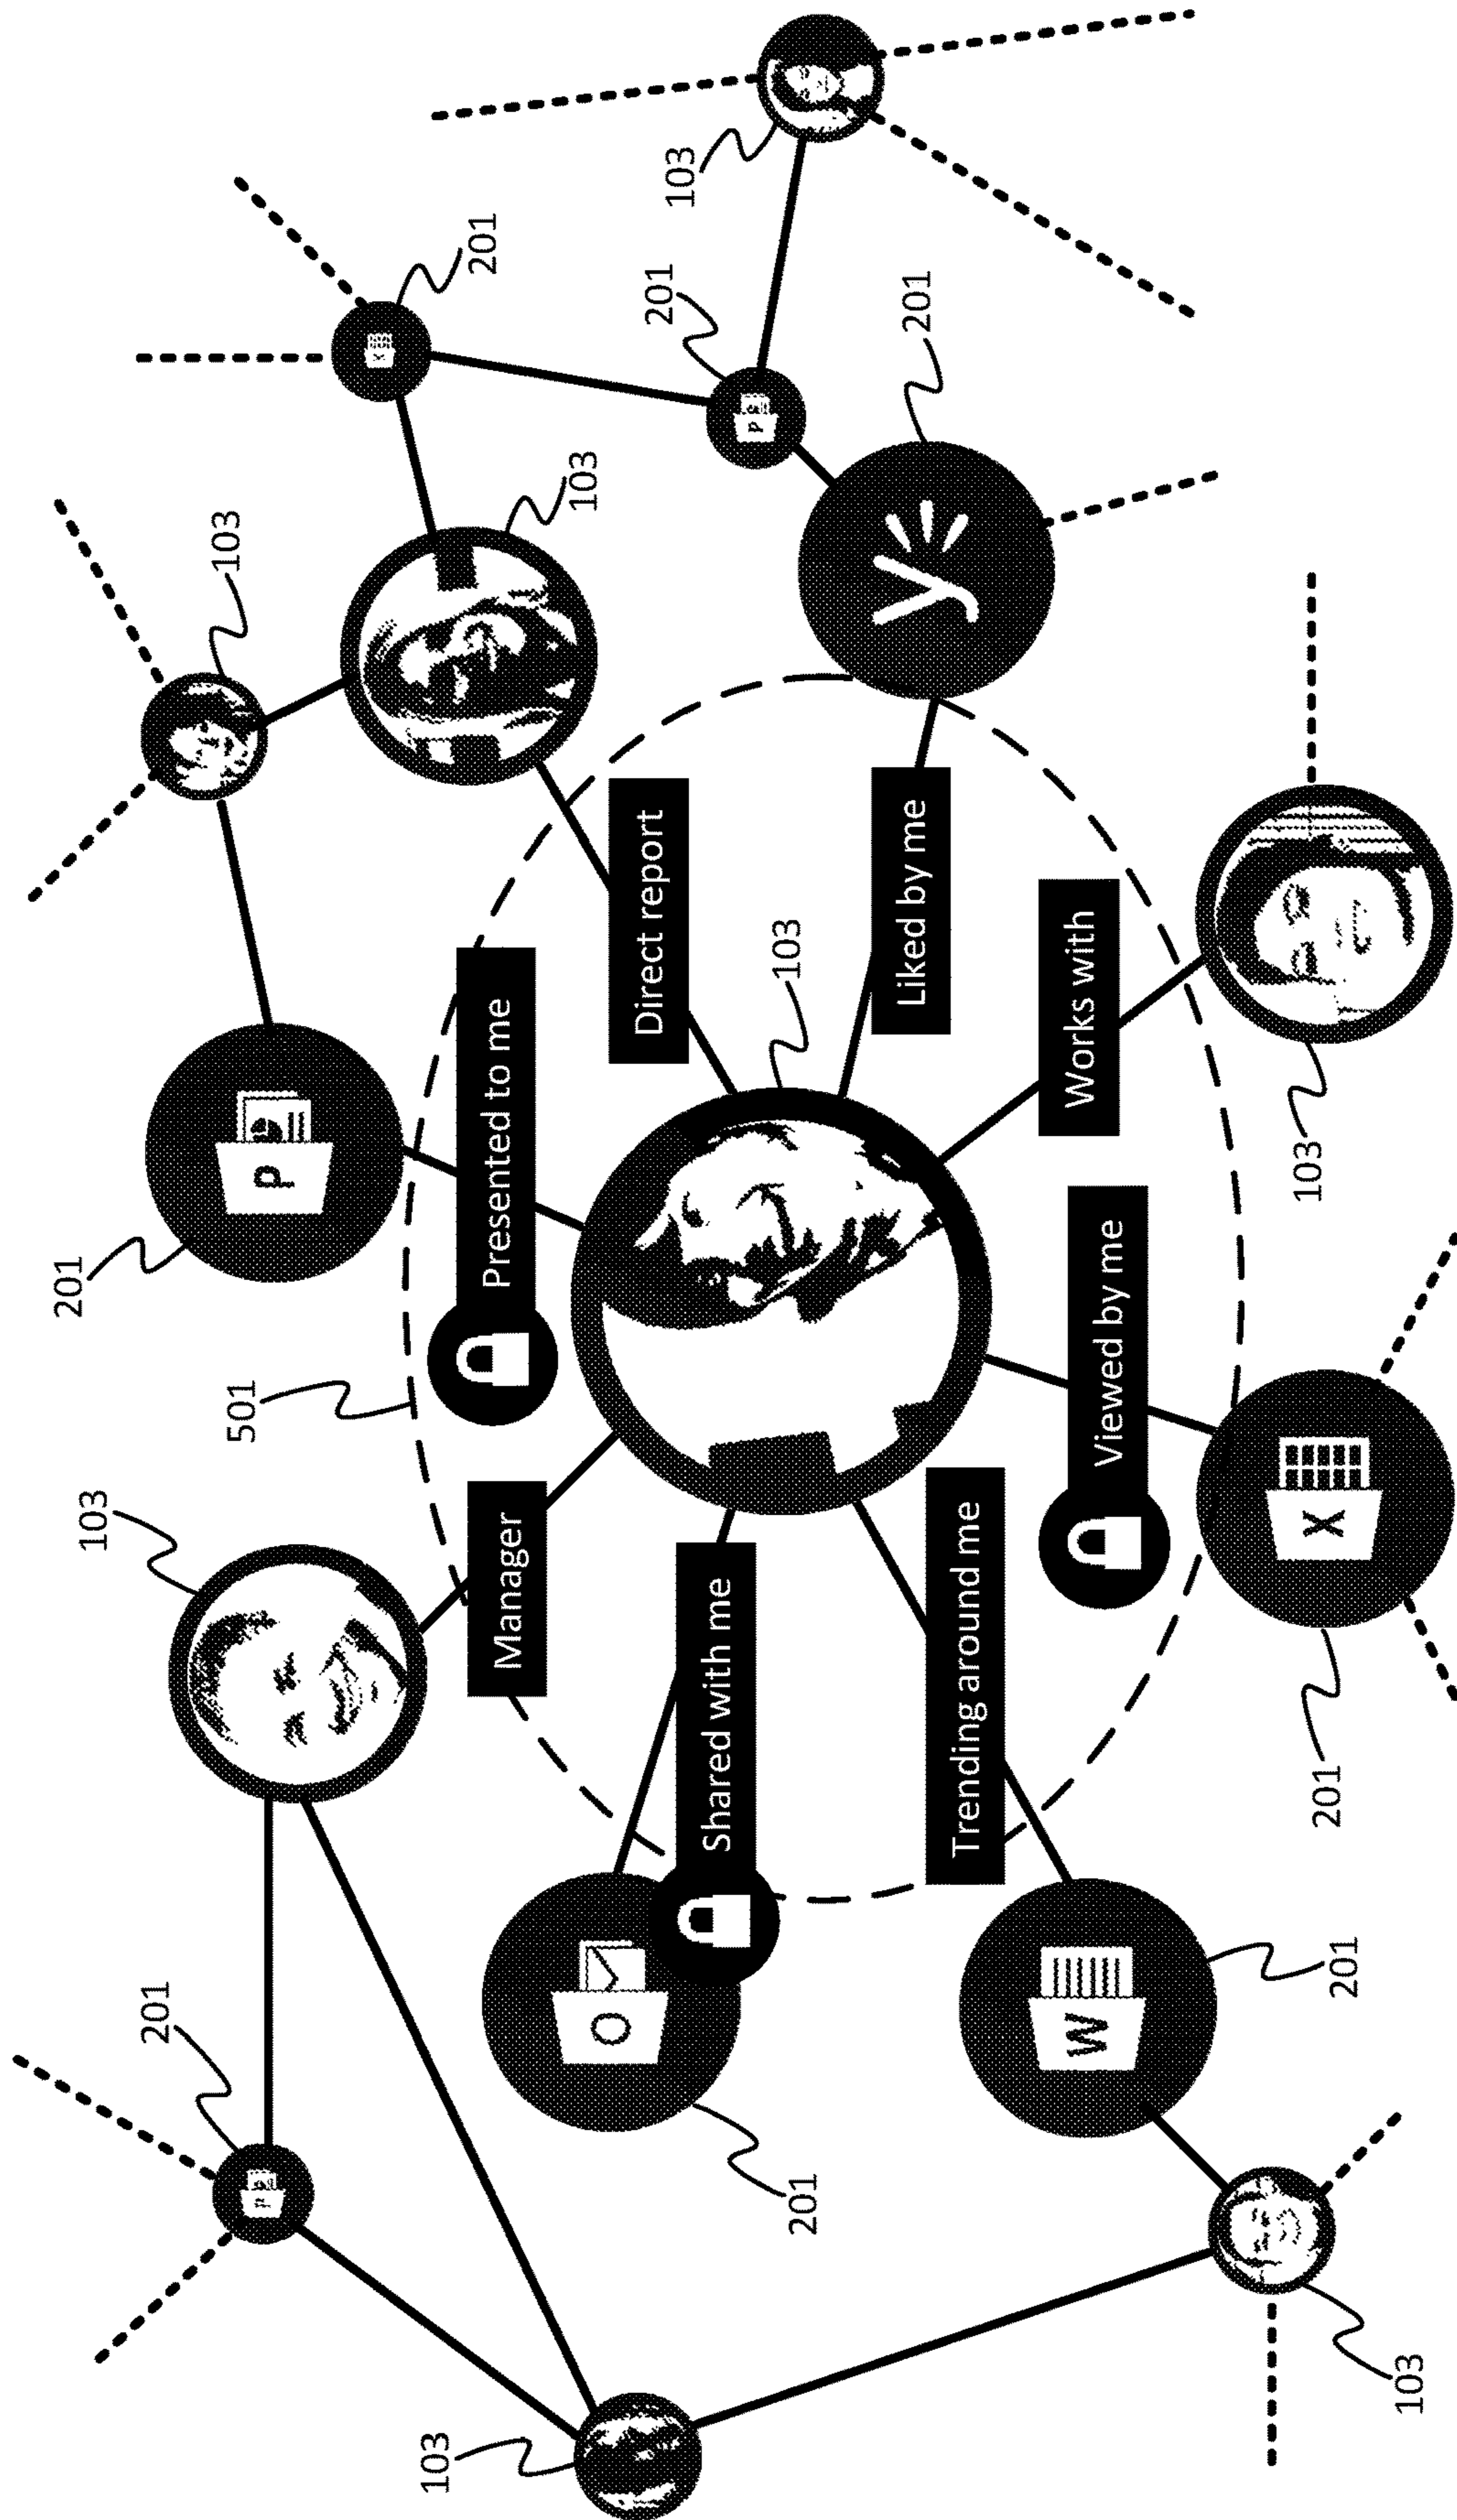 201
103
201
103
501
P
P
X
201
103
Manager
Presented to me
103
O
Direct report
201
103
P
Shared with me
103
201
Liked by me
y
201
Trending around me
W
Works with
Viewed by me
103
X
201
201
103